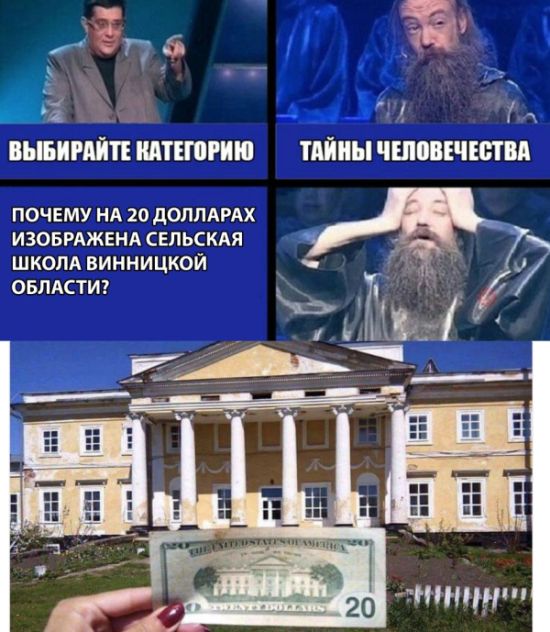 ВЫБИРАЙТЕ КАТЕГОРИЮ
ТАЙНЫ ЧЕЛОВЕЧЕСТВА
ПОЧЕМУ НА 20 ДОЛЛАРАХ
ИЗОБРАЖЕНА СЕЛЬСКАЯ
ШКОЛА ВИННИЦКОЙ
ОБЛАСТИ?
THE UNITED STATES OF AMERICA
TWENTY DOLLARS
20